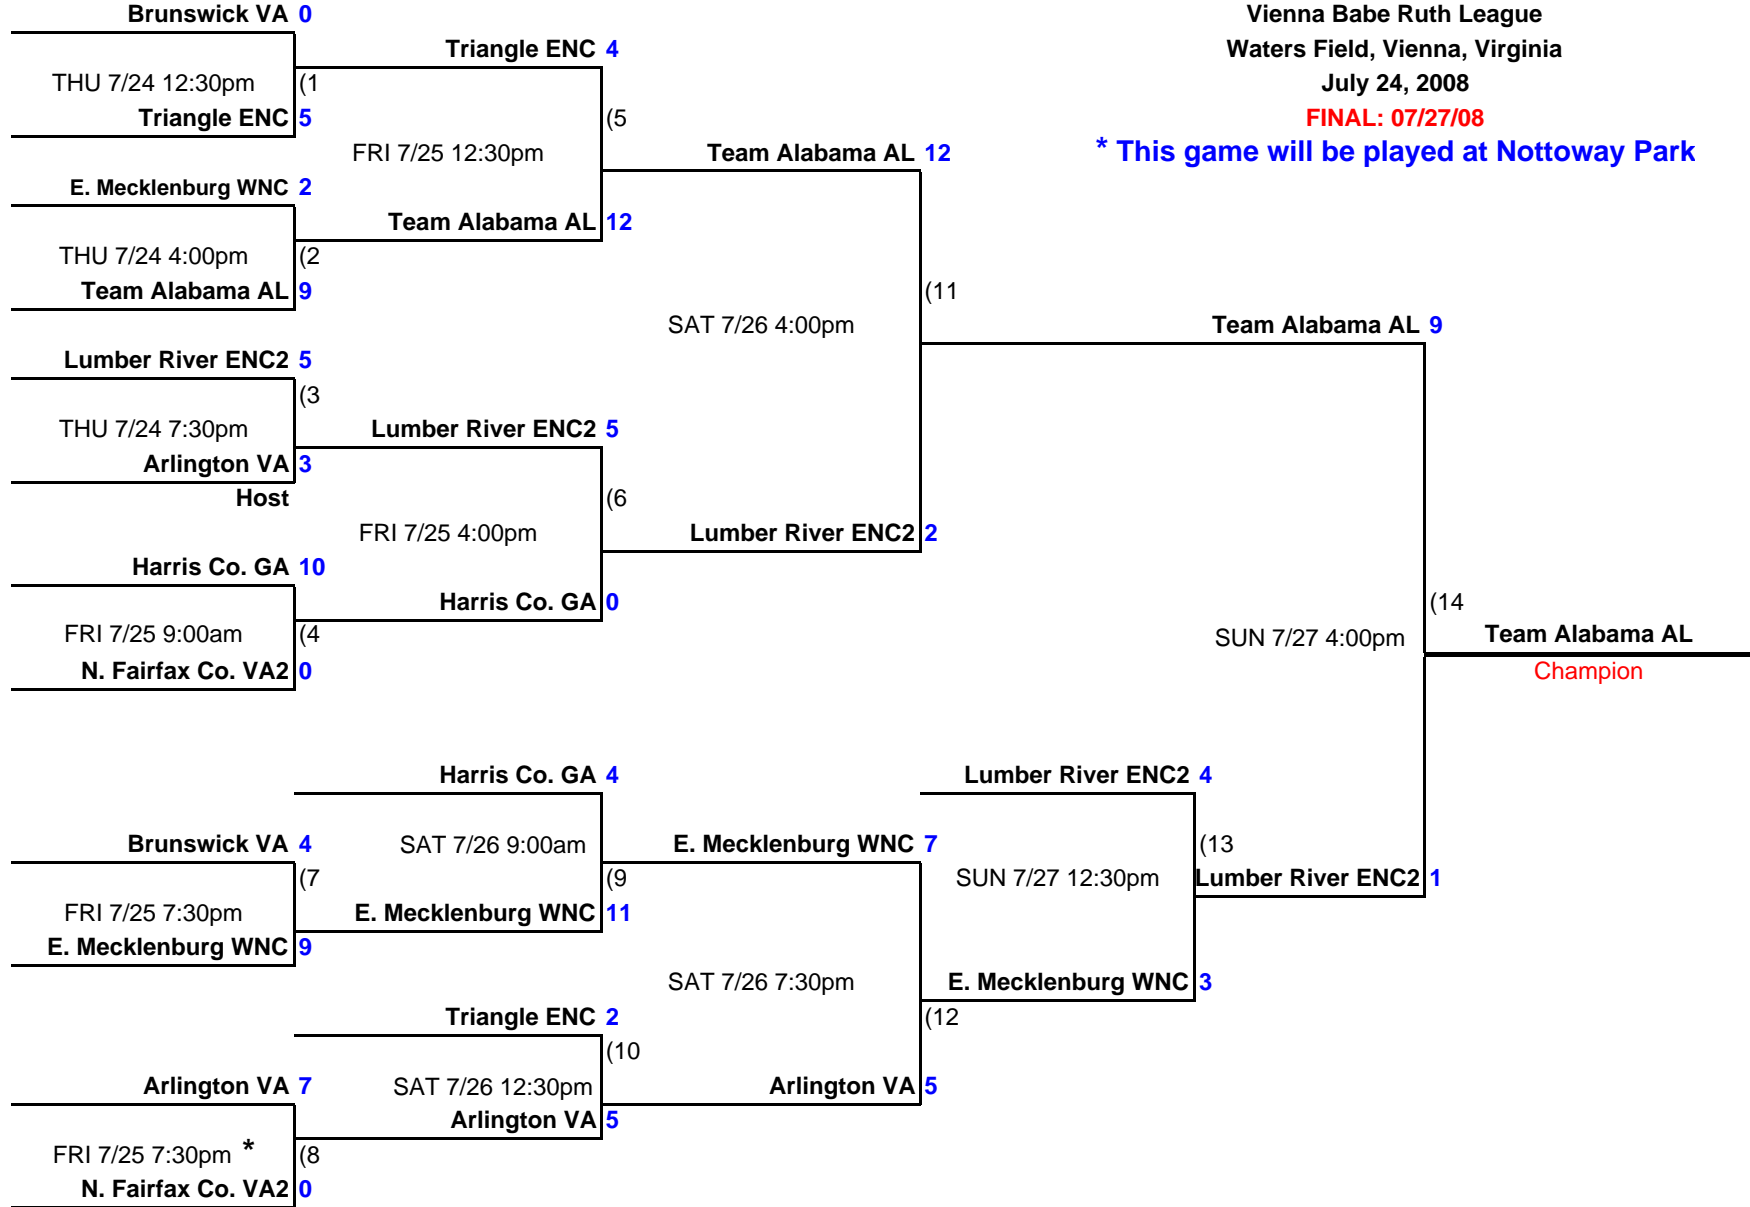 Brunswick VA 0
Vienna Babe Ruth League
Triangle ENC 4
Waters Field, Vienna, Virginia
THU 7/24 12:30pm (1
July 24, 2008
Triangle ENC 5
(5
FINAL: 07/27/08
FRI 7/25 12:30pm
Team Alabama AL 12
* This game will be played at Nottoway Park
E. Mecklenburg WNC 2
Team Alabama AL 12
THU 7/24 4:00pm (2
Team Alabama AL 9
(11
SAT 7/26 4:00pm
Team Alabama AL 9
Lumber River ENC2 5
(3
THU 7/24 7:30pm
Lumber River ENC2 5
Arlington VA 3
Host
(6
FRI 7/25 4:00pm
Lumber River ENC2 2
Harris Co. GA 10
Harris Co. GA 0
(14
FRI 7/25 9:00am (4
SUN 7/27 4:00pm
Team Alabama AL
N. Fairfax Co. VA2 0
Champion
Harris Co. GA 4
Lumber River ENC2 4
Brunswick VA 4
SAT 7/26 9:00am
E. Mecklenburg WNC 7
(13
(7
(9
SUN 7/27 12:30pm
Lumber River ENC2 1
FRI 7/25 7:30pm
E. Mecklenburg WNC 11
E. Mecklenburg WNC 9
SAT 7/26 7:30pm
E. Mecklenburg WNC 3
Triangle ENC 2
(12
(10
Arlington VA 7
SAT 7/26 12:30pm
Arlington VA 5
Arlington VA 5
FRI 7/25 7:30pm * (8
N. Fairfax Co. VA2 0